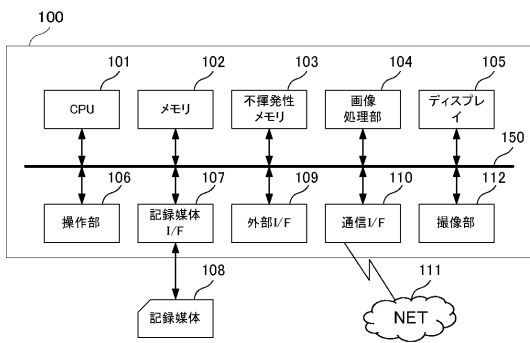 100
101
102
103
104
105
CPU
メモリ
不揮発性
メモリ
画像
処理部
ディスプレ
イ
150
106
107
109
110
112
操作部
記録媒体
I/F
外部I/F
通信I/F
撮像部
108
記録媒体
111
NET